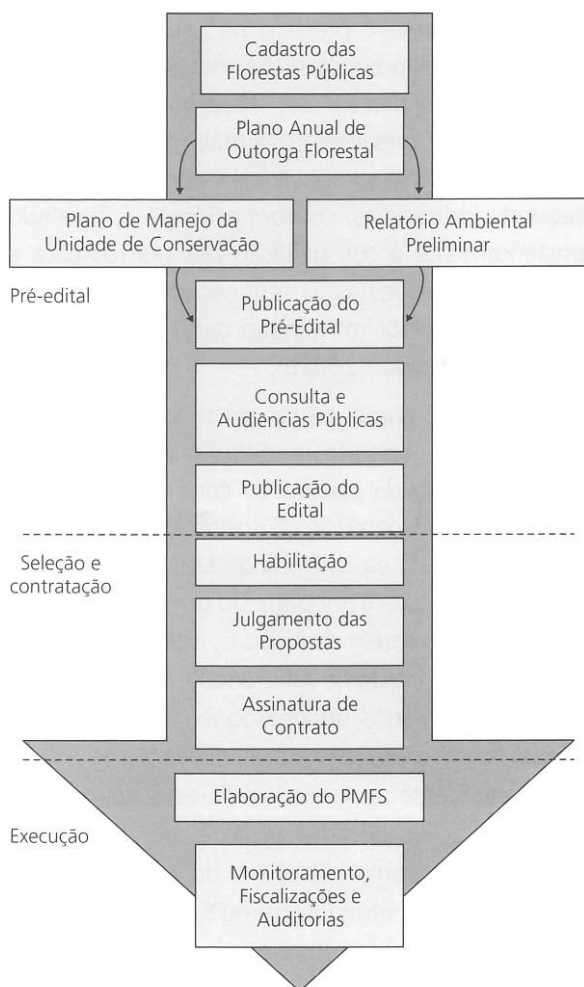 Cadastro das
Florestas Públicas
Plano Anual de
Outorga Florestal
Plano de Manejo da
Unidade de Conservação
Relatório Ambiental
Preliminar
Pré-edital
Publicação do
Pré-Edital
Consulta e
Audiências Públicas
Publicação do
Edital
Seleção e
contratação
Habilitação
Julgamento das
Propostas
Assinatura de
Contrato
Elaboração do PMFS
Execução
Monitoramento,
Fiscalizações e
Auditorias